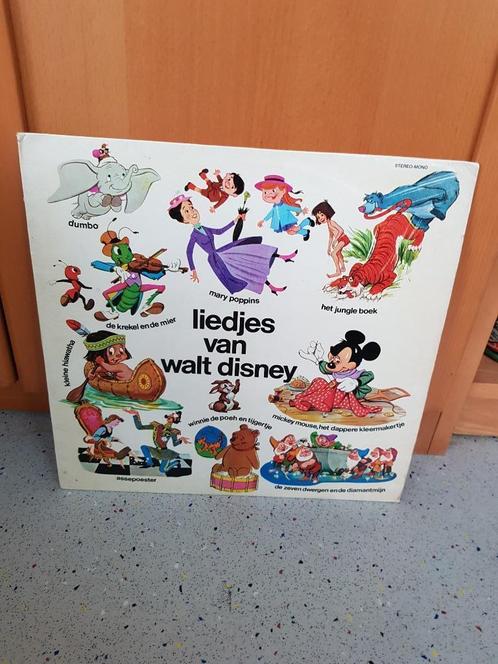 STEREO-MONO
dumbo
mary poppins
het jungle boek
de krekel en de mier
liedjes
van
walt disney
kleine hiawatha
winnie de poeh en tijgertje
mickey mouse, het dappere kleermakertje
assepoester
de zeven dwergen en de diamantmijn